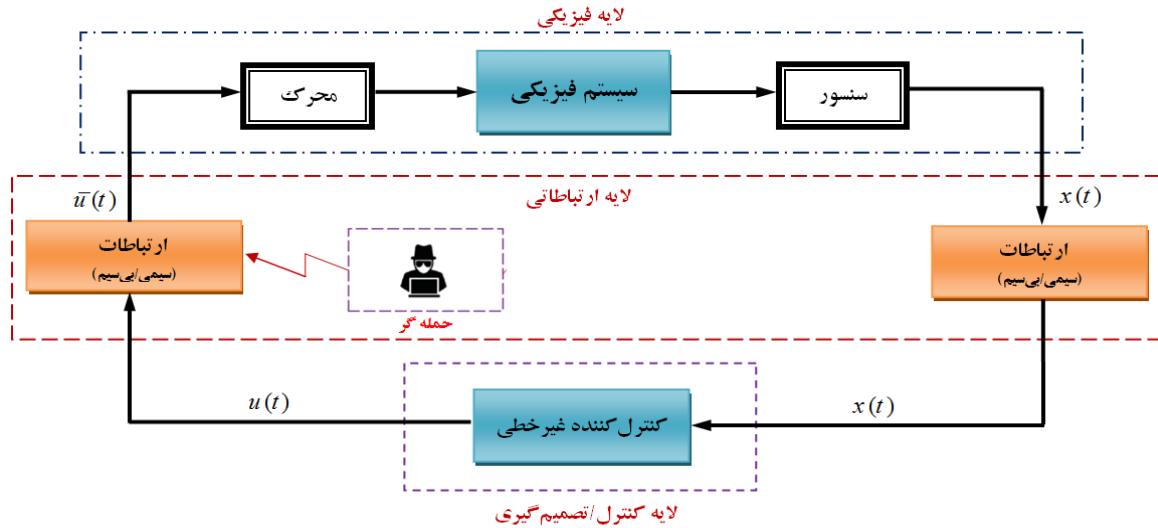 لایه فیزیکی
سنسور
سیستم فیزیکی
محرک
لایه ارتباطاتی
x(t)
ū(t)
ارتباطات
(سیمی/بی‌سیم)
ارتباطات
(سیمی/بی‌سیم)
حمله گر
x(t)
کنترل‌کننده غیرخطی
u(t)
لایه کنترل/تصمیم‌گیری